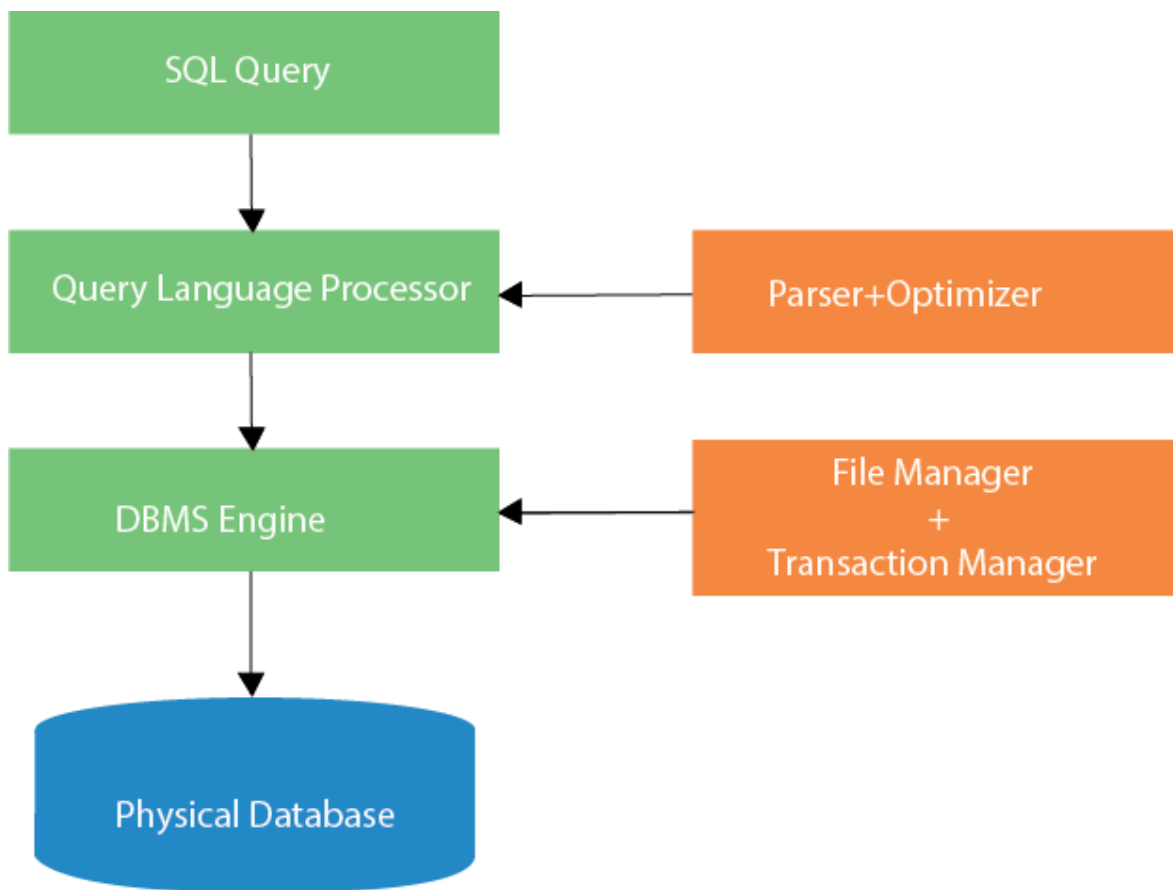 SQL Query
Query Language Processor
Parser+Optimizer
DBMS Engine
File Manager
+
Transaction Manager
Physical Database